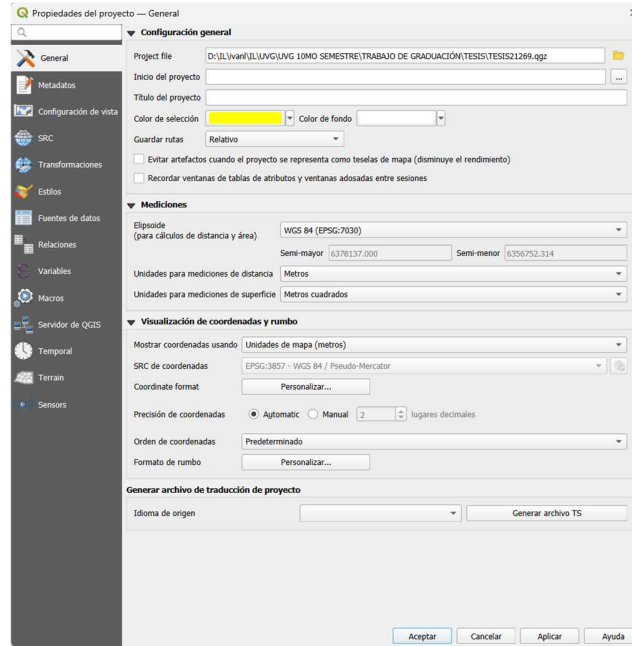 Propiedades del proyecto — General
General
Metadatos
Configuración de vista
SRC
Transformaciones
Estilos
Fuentes de datos
Relaciones
Variables
Macros
Servidor de QGIS
Temporal
Terrain
Sensors
Configuración general
Project file D:\IL\ivanl\IL\UVG\UVG 10MO SEMESTRE\TRABAJO DE GRADUACIÓN\TESIS\TESIS21269.qgz
Inicio del proyecto ...
Título del proyecto
Color de selección Color de fondo
Guardar rutas Relativo
Evitar artefactos cuando el proyecto se representa como teselas de mapa (disminuye el rendimiento)
Recordar ventanas de tablas de atributos y ventanas adosadas entre sesiones
Mediciones
Elipsoide
(para cálculos de distancia y área) WGS 84 (EPSG:7030)
Semi-mayor 6378137.000 Semi-menor 6356752.314
Unidades para mediciones de distancia Metros
Unidades para mediciones de superficie Metros cuadrados
Visualización de coordenadas y rumbo
Mostrar coordenadas usando Unidades de mapa (metros)
SRC de coordenadas EPSG:3857 - WGS 84 / Pseudo-Mercator
Coordinate format Personalizar...
Precisión de coordenadas Automatic Manual 2 lugares decimales
Orden de coordenadas Predeterminado
Formato de rumbo Personalizar...
Generar archivo de traducción de proyecto
Idioma de origen Generar archivo TS
Aceptar Cancelar Aplicar Ayuda